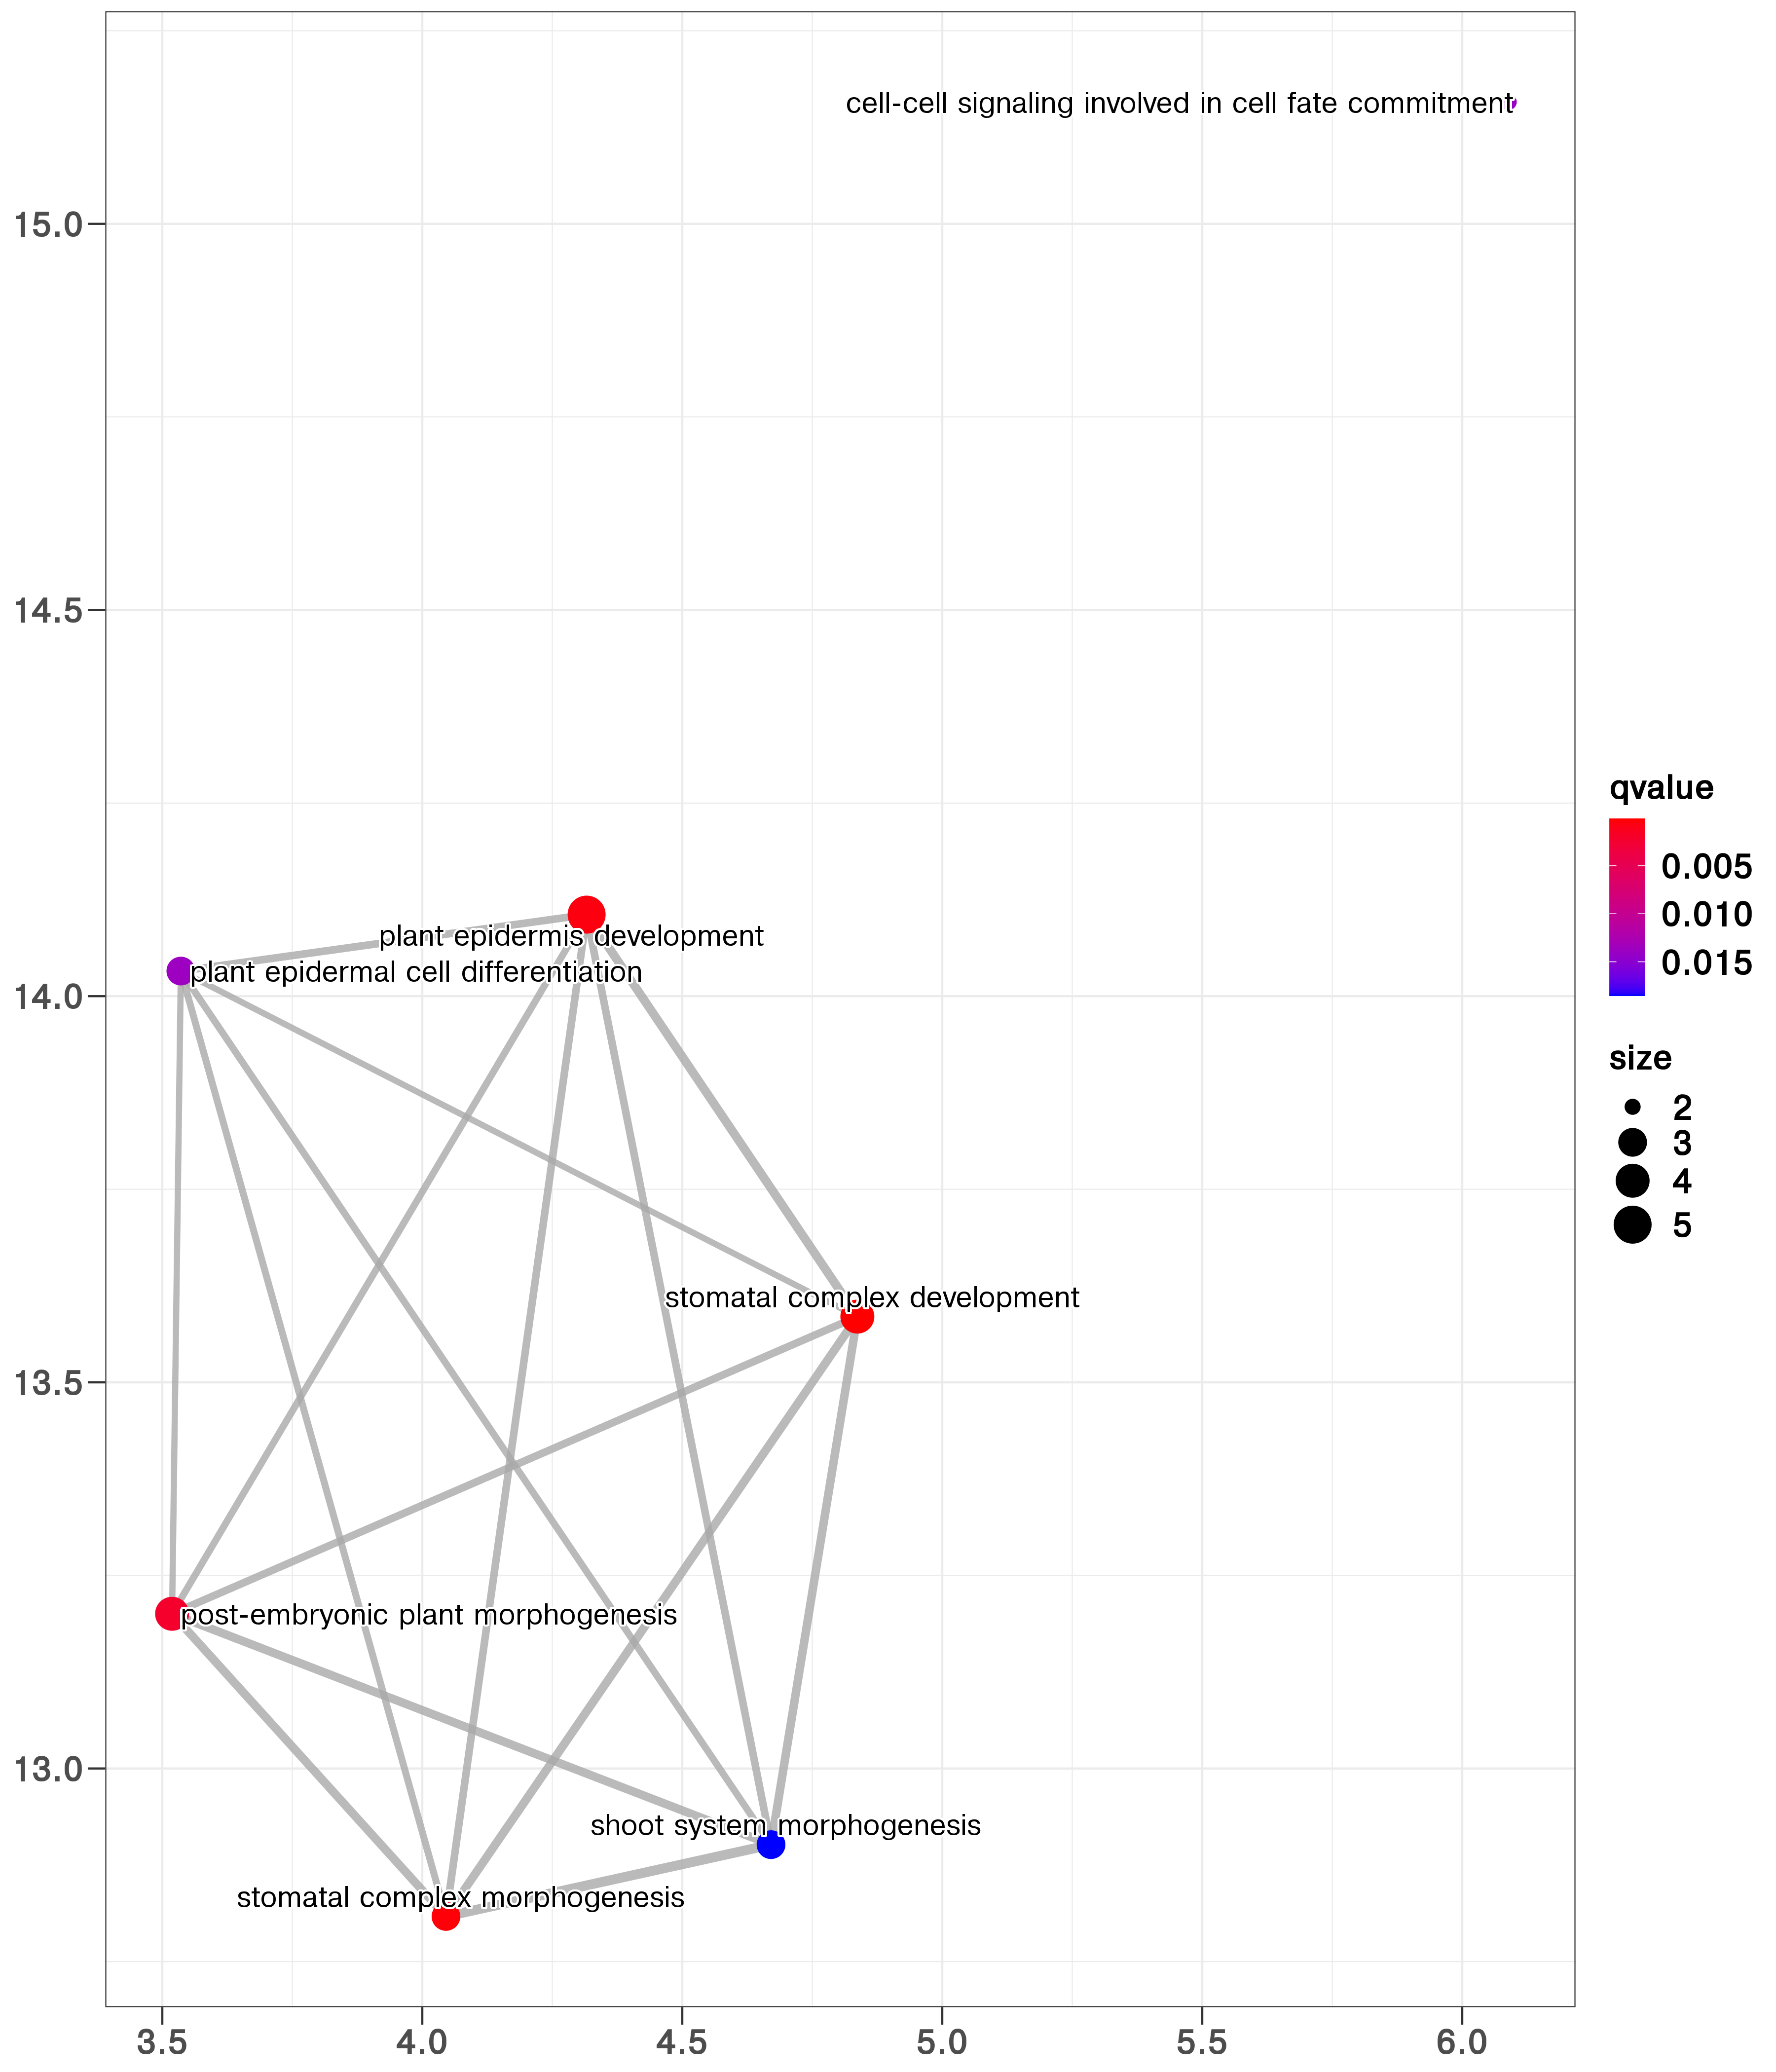 cell-cell signaling involved in cell fate commitment
15.0
14.5
plant epidermis development
plant epidermal cell differentiation
14.0
stomatal complex development
13.5
post-embryonic plant morphogenesis
13.0
shoot system morphogenesis
stomatal complex morphogenesis
3.5 4.0 4.5 5.0 5.5 6.0
qvalue
0.005
0.010
0.015
size
2
3
4
5